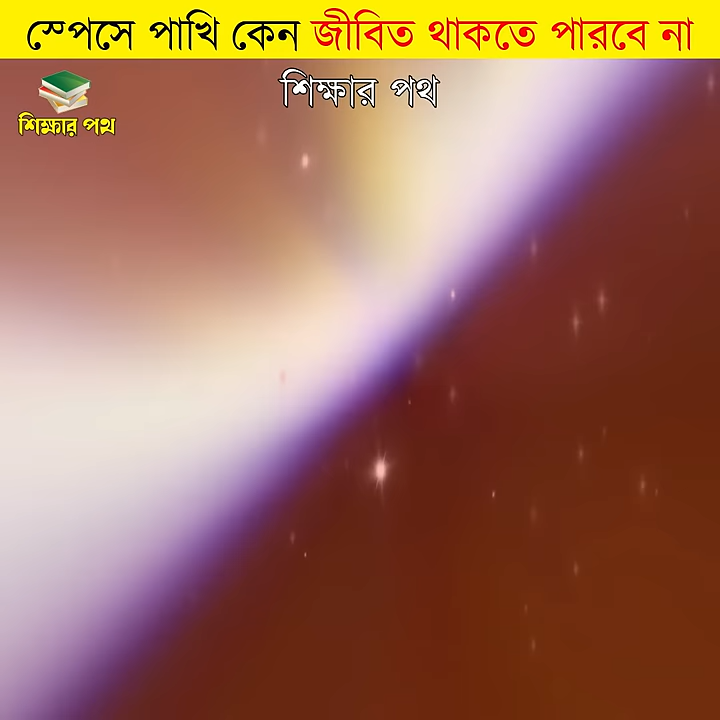 স্পেসে পাখি কেন জীবিত থাকতে পারবে না
শিক্ষার পথ
শিক্ষার পথ